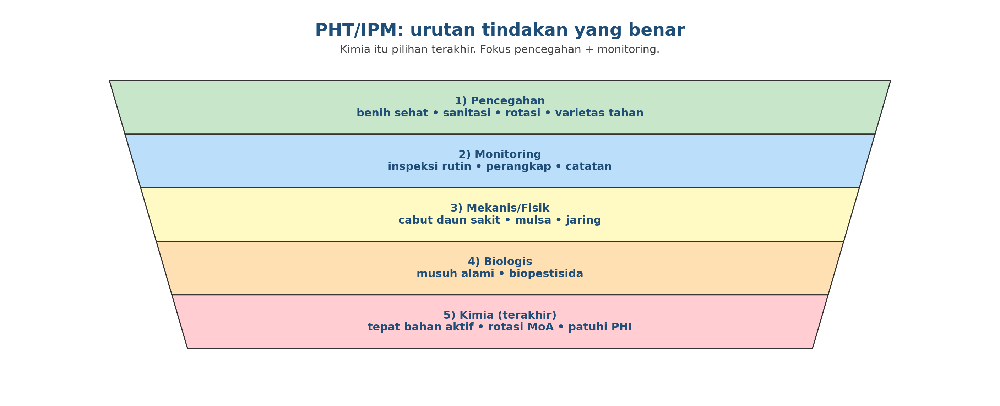 PHT/IPM: urutan tindakan yang benar
Kimia itu pilihan terakhir. Fokus pencegahan + monitoring.
1) Pencegahan
benih sehat • sanitasi • rotasi • varietas tahan
2) Monitoring
inspeksi rutin • perangkap • catatan
3) Mekanis/Fisik
cabut daun sakit • mulsa • jaring
4) Biologis
musuh alami • biopestisida
5) Kimia (terakhir)
tepat bahan aktif • rotasi MoA • patuhi PHI